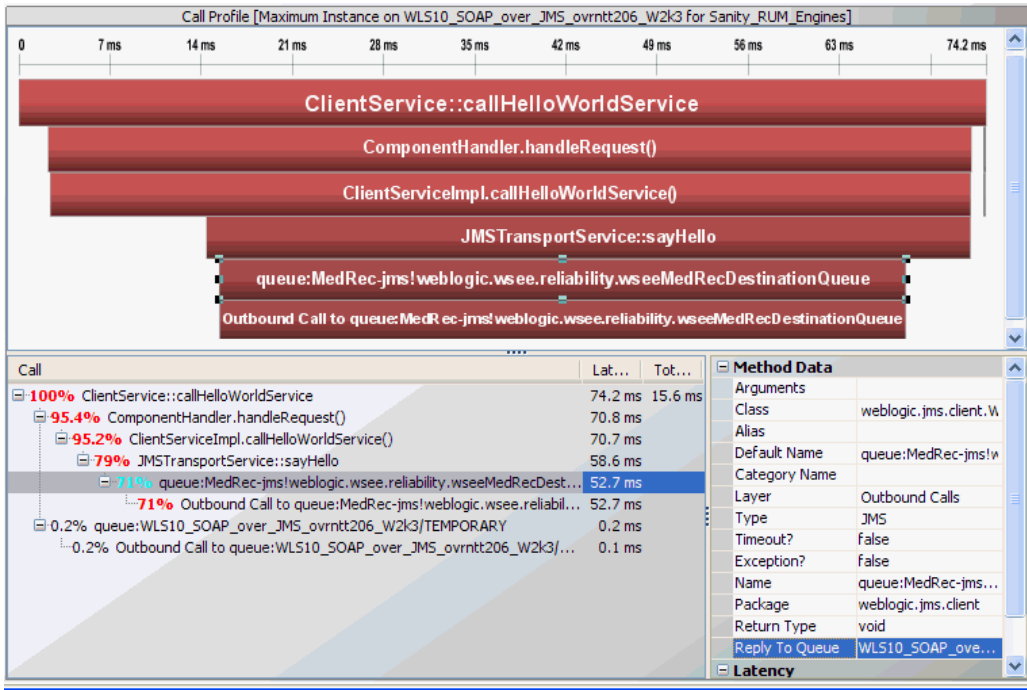 Call Profile [Maximum Instance on WLS10_SOAP_over_JMS_ovrntt206_W2k3 for Sanity_RUM_Engines]
0 7 ms 14 ms 21 ms 28 ms 35 ms 42 ms 49 ms 56 ms 63 ms 74.2 ms
ClientService::callHelloWorldService
ComponentHandler.handleRequest()
ClientServiceImpl.callHelloWorldService()
JMSTransportService::sayHello
queue:MedRec-jms!weblogic.wsee.reliability.wseeMedRecDestinationQueue
Outbound Call to queue:MedRec-jms!weblogic.wsee.reliability.wseeMedRecDestinationQueue
Call Lat... Tot...
100% ClientService::callHelloWorldService 74.2 ms 15.6 ms
95.4% ComponentHandler.handleRequest() 70.8 ms
95.2% ClientServiceImpl.callHelloWorldService() 70.7 ms
79% JMSTransportService::sayHello 58.6 ms
71% queue:MedRec-jms!weblogic.wsee.reliability.wseeMedRecDest... 52.7 ms
71% Outbound Call to queue:MedRec-jms!weblogic.wsee.reliabil... 52.7 ms
0.2% queue:WLS10_SOAP_over_JMS_ovrntt206_W2k3/TEMPORARY 0.2 ms
0.2% Outbound Call to queue:WLS10_SOAP_over_JMS_ovrntt206_W2k3/... 0.1 ms
Method Data
Arguments
Class weblogic.jms.client.W
Alias
Default Name queue:MedRec-jms!w
Category Name
Layer Outbound Calls
Type JMS
Timeout? false
Exception? false
Name queue:MedRec-jms...
Package weblogic.jms.client
Return Type void
Reply To Queue WLS10_SOAP_ove...
Latency